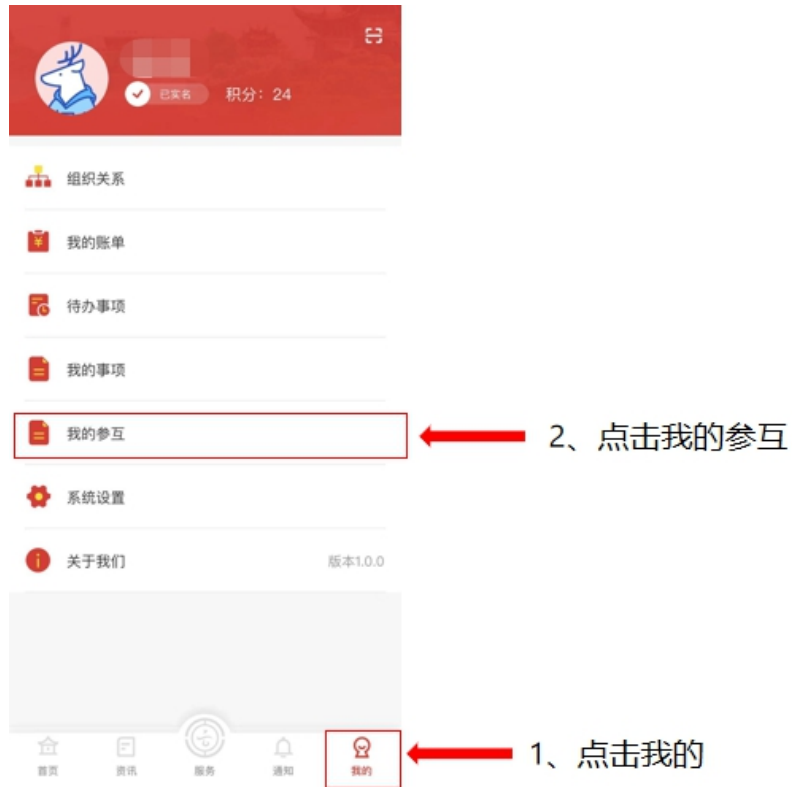 已实名 积分：24
组织关系
我的账单
待办事项
我的事项
我的参互
2、点击我的参互
系统设置
关于我们 版本1.0.0
首页 资讯 服务 通知 我的
1、点击我的